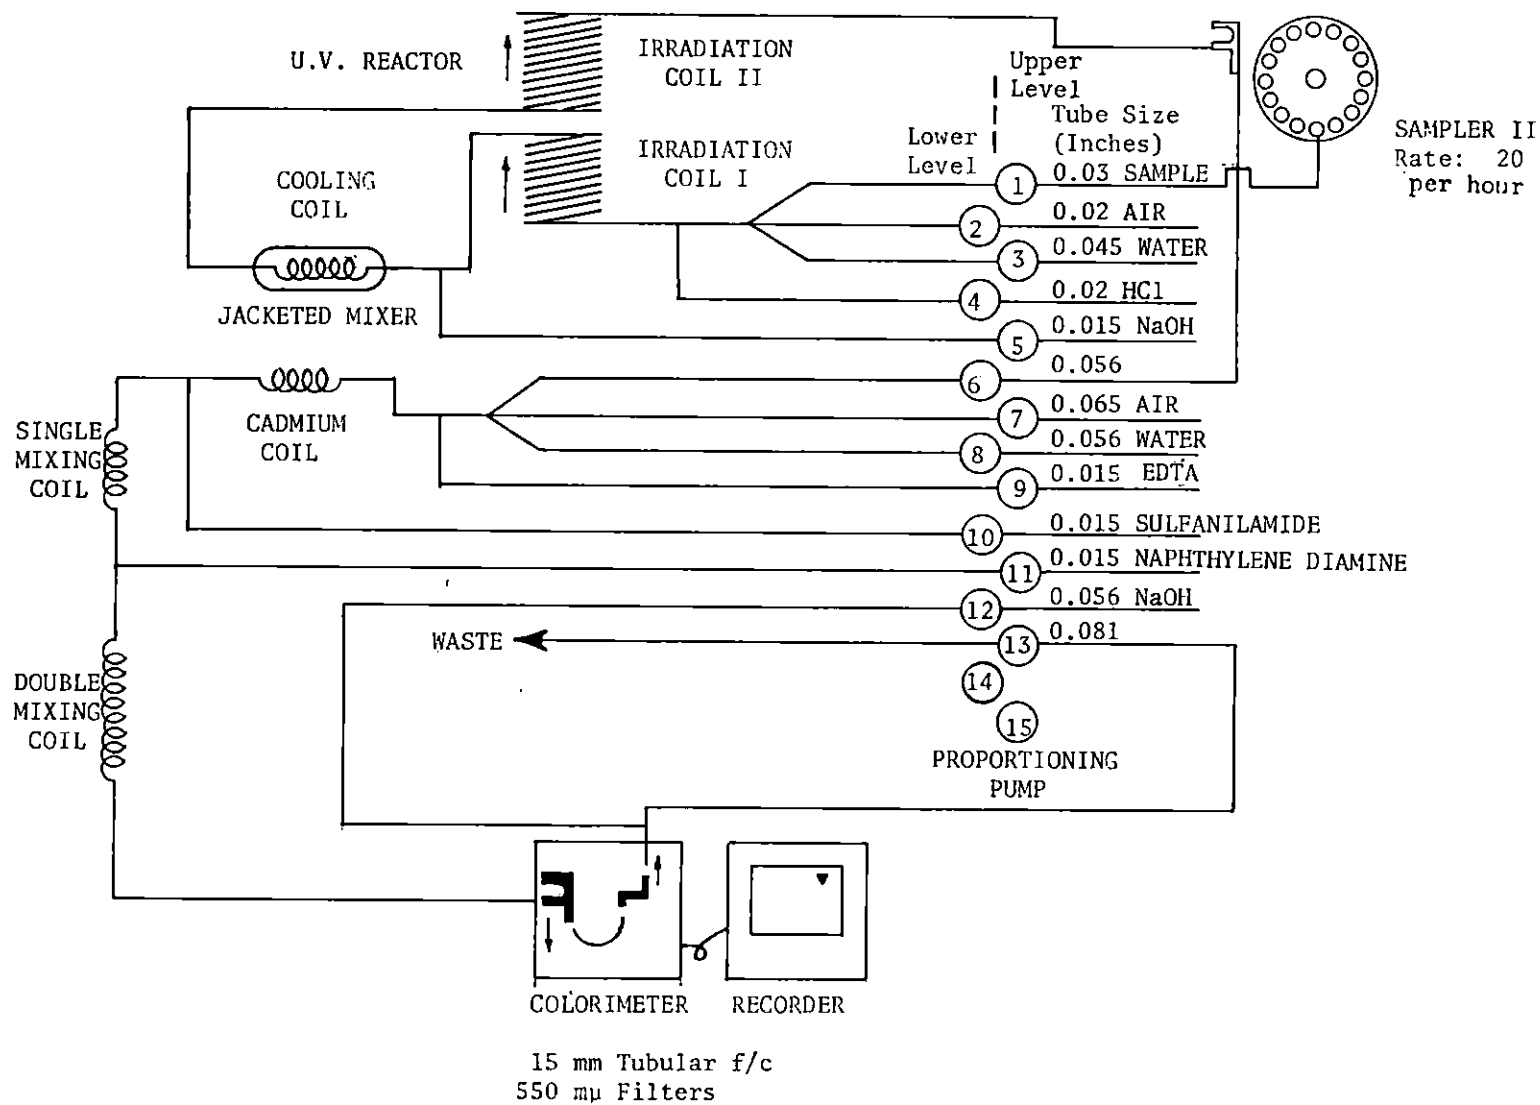 U.V. REACTOR
IRRADIATION
COIL II
Upper
Level
Tube Size
(Inches)
Lower
Level
SAMPLER II
Rate: 20
per hour
IRRADIATION
COIL I
COOLING
COIL
JACKETED MIXER
1 0.03 SAMPLE
2 0.02 AIR
3 0.045 WATER
4 0.02 HCl
5 0.015 NaOH
6 0.056
7 0.065 AIR
8 0.056 WATER
9 0.015 EDTA
10 0.015 SULFANILAMIDE
11 0.015 NAPHTHYLENE DIAMINE
12 0.056 NaOH
13 0.081
14
15
PROPORTIONING
PUMP
WASTE
CADMIUM
COIL
SINGLE
MIXING
COIL
DOUBLE
MIXING
COIL
COLORIMETER
RECORDER
15 mm Tubular f/c
550 mµ Filters